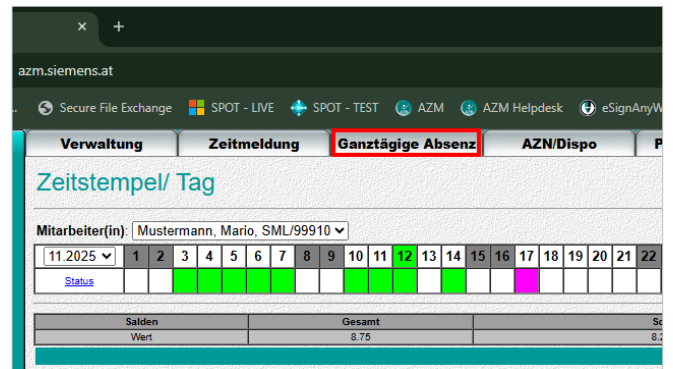 × +
azm.siemens.at
Secure File Exchange SPOT - LIVE SPOT - TEST AZM AZM Helpdesk eSignAnyW
Verwaltung Zeitmeldung Ganztägige Absenz AZN/Dispo P
Zeitstempel/ Tag
Mitarbeiter(in): Mustermann, Mario, SML/99910
11.2025 1 2 3 4 5 6 7 8 9 10 11 12 13 14 15 16 17 18 19 20 21 22
Status
Salden Gesamt
Wert 8.75